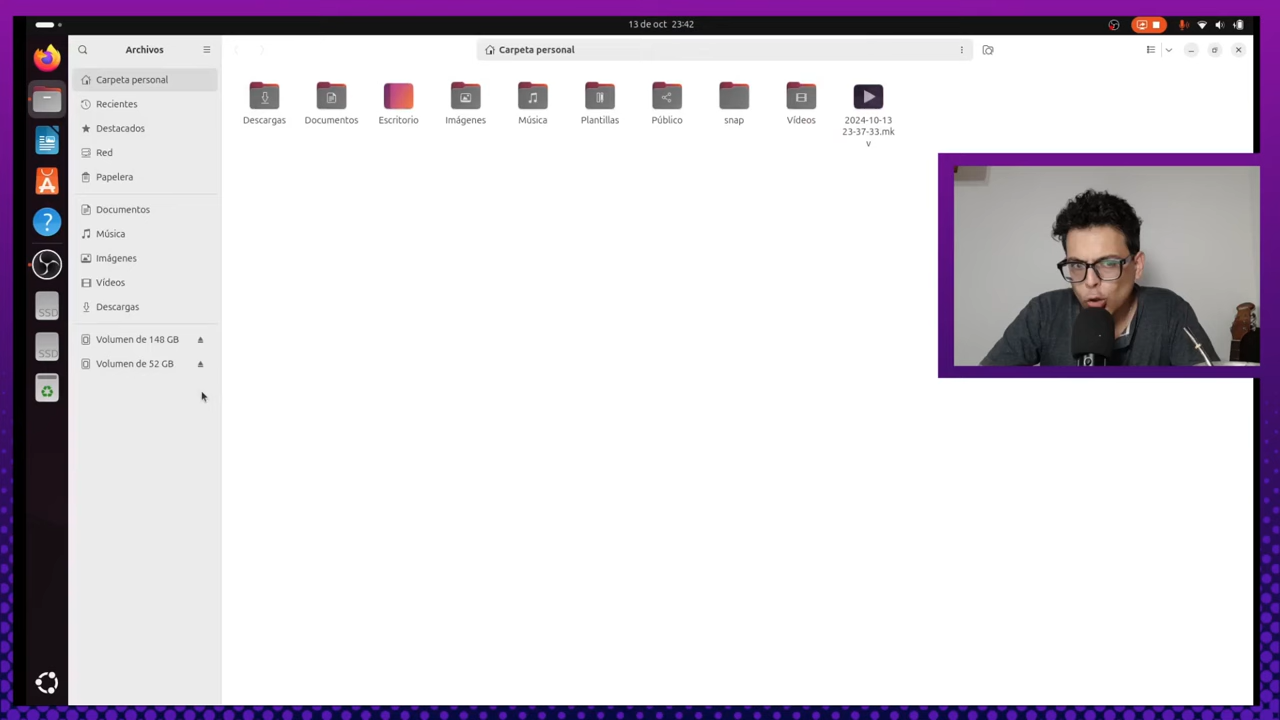 13 de oct 23:42
Archivos
Carpeta personal
Carpeta personal
Recientes
Destacados
Red
Papelera
Documentos
Música
Imágenes
Vídeos
Descargas
Volumen de 148 GB
Volumen de 52 GB
Descargas
Documentos
Escritorio
Imágenes
Música
Plantillas
Público
snap
Vídeos
2024-10-13
23-37-33.mk
v
SSD
SSD